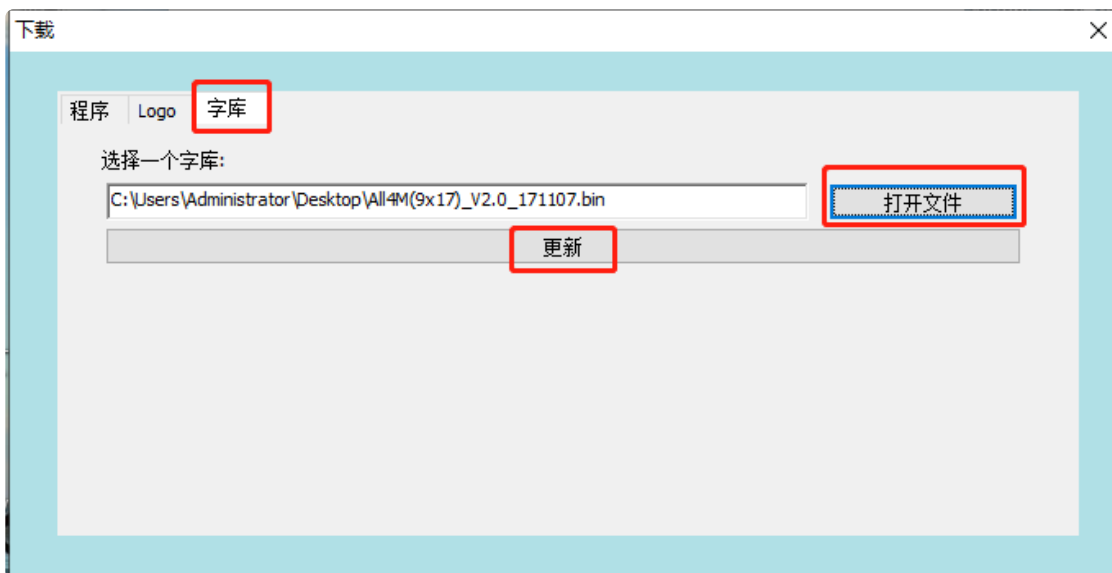 下载
程序 Logo 字库
选择一个字库:
C:\Users\Administrator\Desktop\All4M(9x17)_V2.0_171107.bin 打开文件
更新